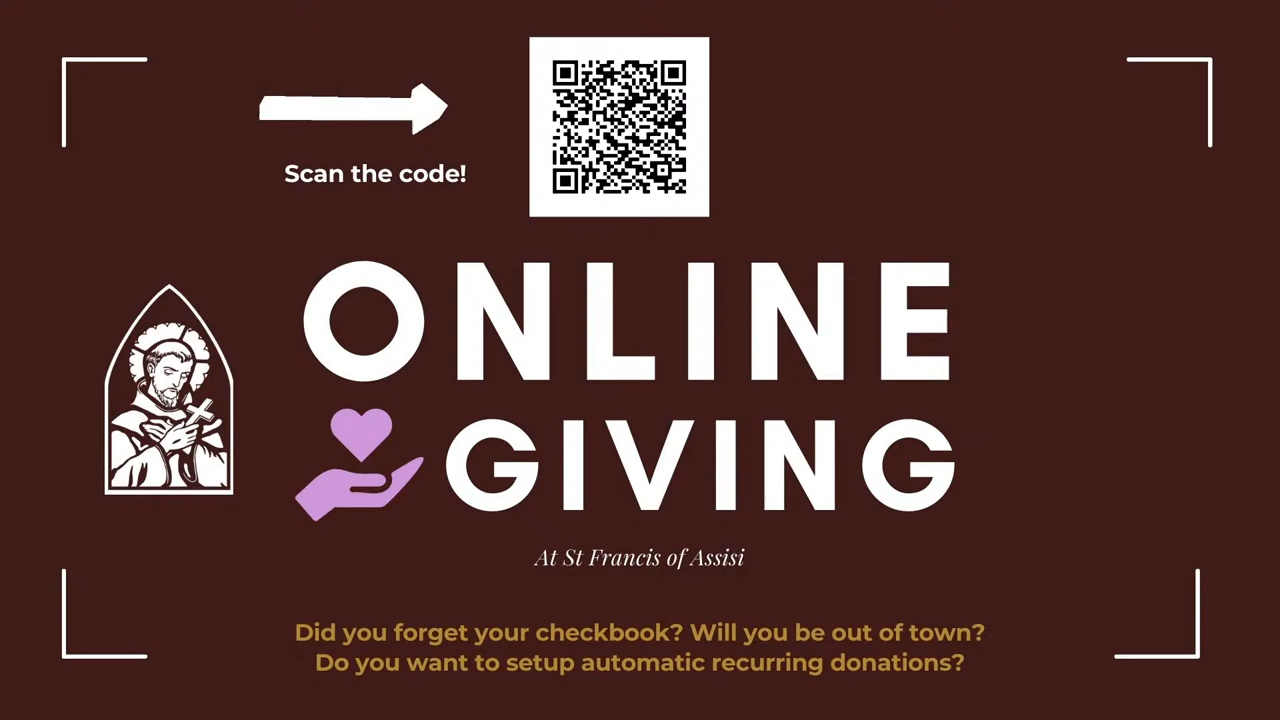 Scan the code!
ONLINE
GIVING
At St Francis of Assisi
Did you forget your checkbook? Will you be out of town?
Do you want to setup automatic recurring donations?